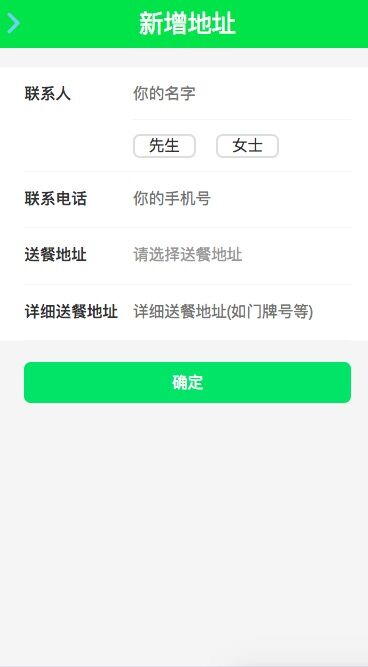 新增地址
联系人 你的名字
先生 女士
联系电话 你的手机号
送餐地址 请选择送餐地址
详细送餐地址 详细送餐地址(如门牌号等)
确定